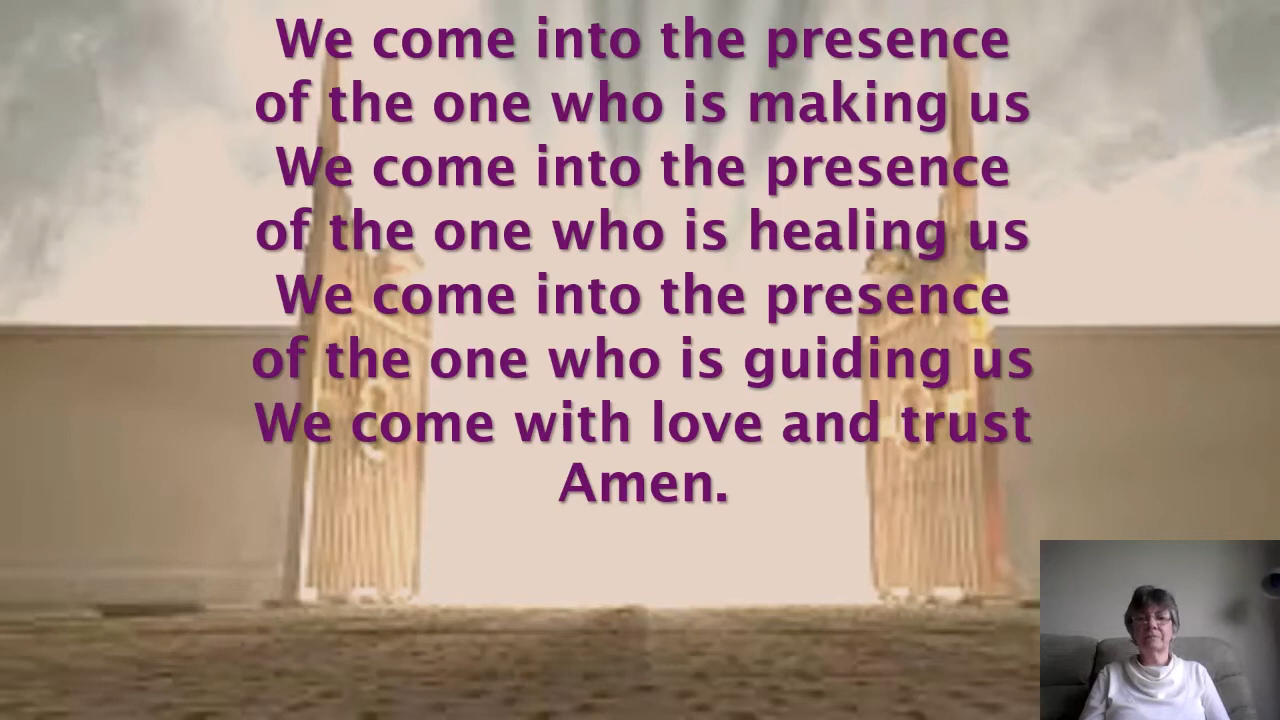 We come into the presence
of the one who is making us
We come into the presence
of the one who is healing us
We come into the presence
of the one who is guiding us
We come with love and trust
Amen.